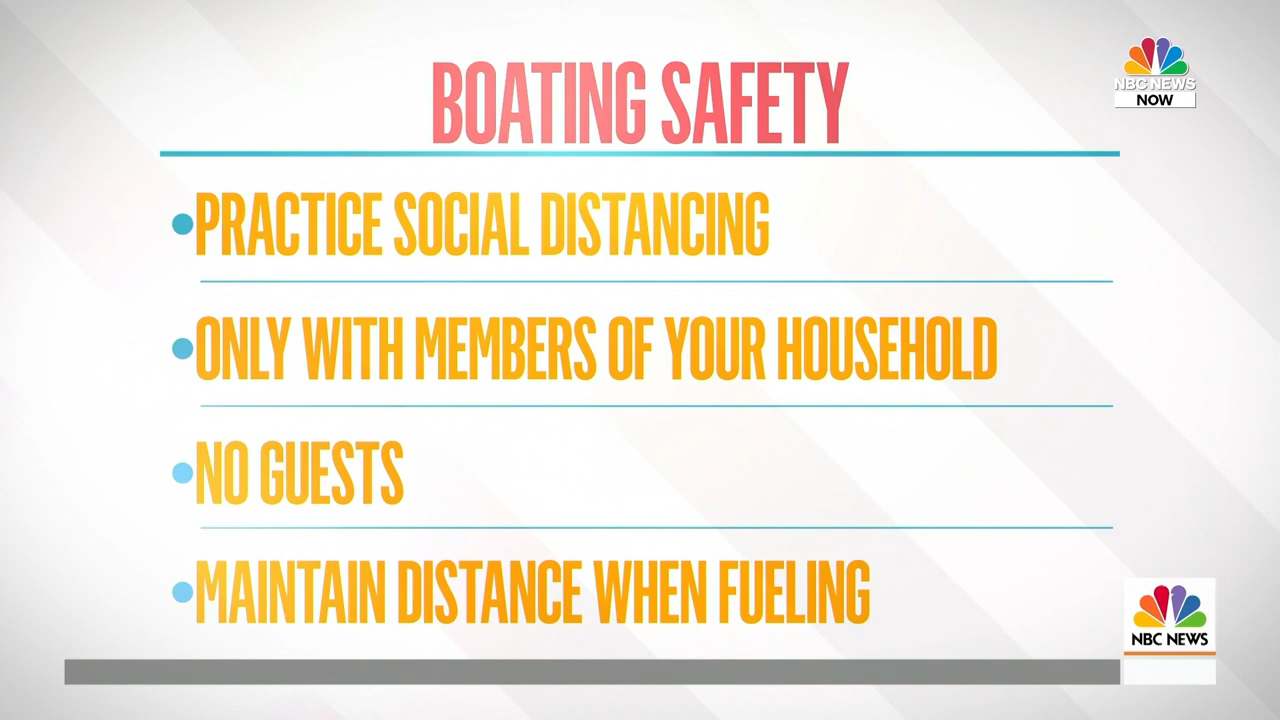 BOATING SAFETY
NBC NEWS
NOW
•PRACTICE SOCIAL DISTANCING
•ONLY WITH MEMBERS OF YOUR HOUSEHOLD
•NO GUESTS
•MAINTAIN DISTANCE WHEN FUELING
NBC NEWS